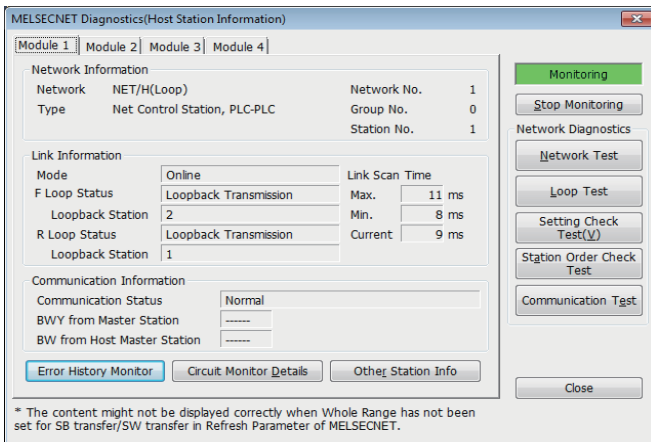 MELSECNET Diagnostics(Host Station Information)
Module 1 Module 2 Module 3 Module 4
Network Information
Network NET/H(Loop) Network No. 1
Type Net Control Station, PLC-PLC Group No. 0
Station No. 1
Link Information
Mode Online Link Scan Time
F Loop Status Loopback Transmission Max. 11 ms
Loopback Station 2 Min. 8 ms
R Loop Status Loopback Transmission Current 9 ms
Loopback Station 1
Communication Information
Communication Status Normal
BWY from Master Station ------
BW from Host Master Station ------
Error History Monitor Circuit Monitor Details Other Station Info
Monitoring
Stop Monitoring
Network Diagnostics
Network Test
Loop Test
Setting Check
Test(V)
Station Order Check
Test
Communication Test
Close
* The content might not be displayed correctly when Whole Range has not been
set for SB transfer/SW transfer in Refresh Parameter of MELSECNET.